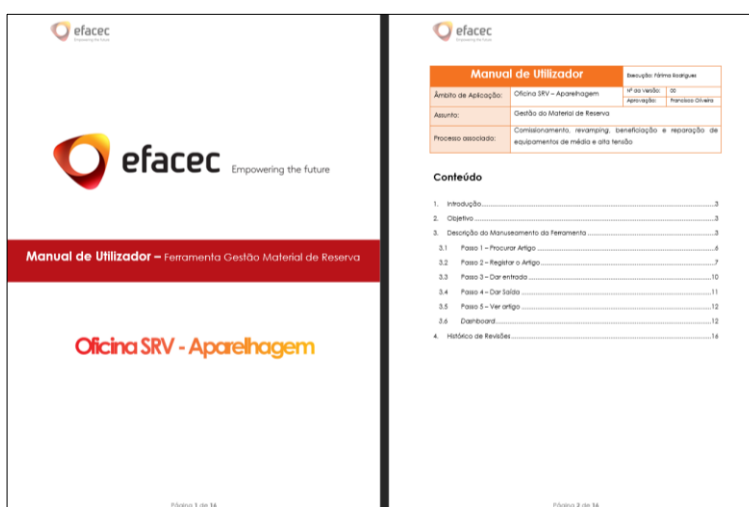 efacec
Empowering the future
efacec Empowering the future
Manual de Utilizador – Ferramenta Gestão Material de Reserva
Oficina SRV - Aparelhagem
Página 1 de 16
efacec
Empowering the future
Manual de Utilizador
Execução: Fátima Rodrigues
Âmbito de Aplicação: Oficina SRV – Aparelhagem
Nº da Versão:
Aprovação: Francisco Oliveira
Assunto: Gestão do Material de Reserva
Processo associado: Comissionamento, revamping, beneficiação e reparação de
equipamentos de média e alta tensão
Conteúdo
1. Introdução 3
2. Objetivo 3
3. Descrição do Manuseamento da Ferramenta
3.1 Passo 1 – Procurar Artigo 6
3.2 Passo 2 – Registar o Artigo 7
3.3 Passo 3 – Dar entrada 10
3.4 Passo 4 – Dar Saída 11
3.5 Passo 5 – Ver artigo 12
3.6 Dashboard 12
4. Histórico de Revisões 16
Página 2 de 16